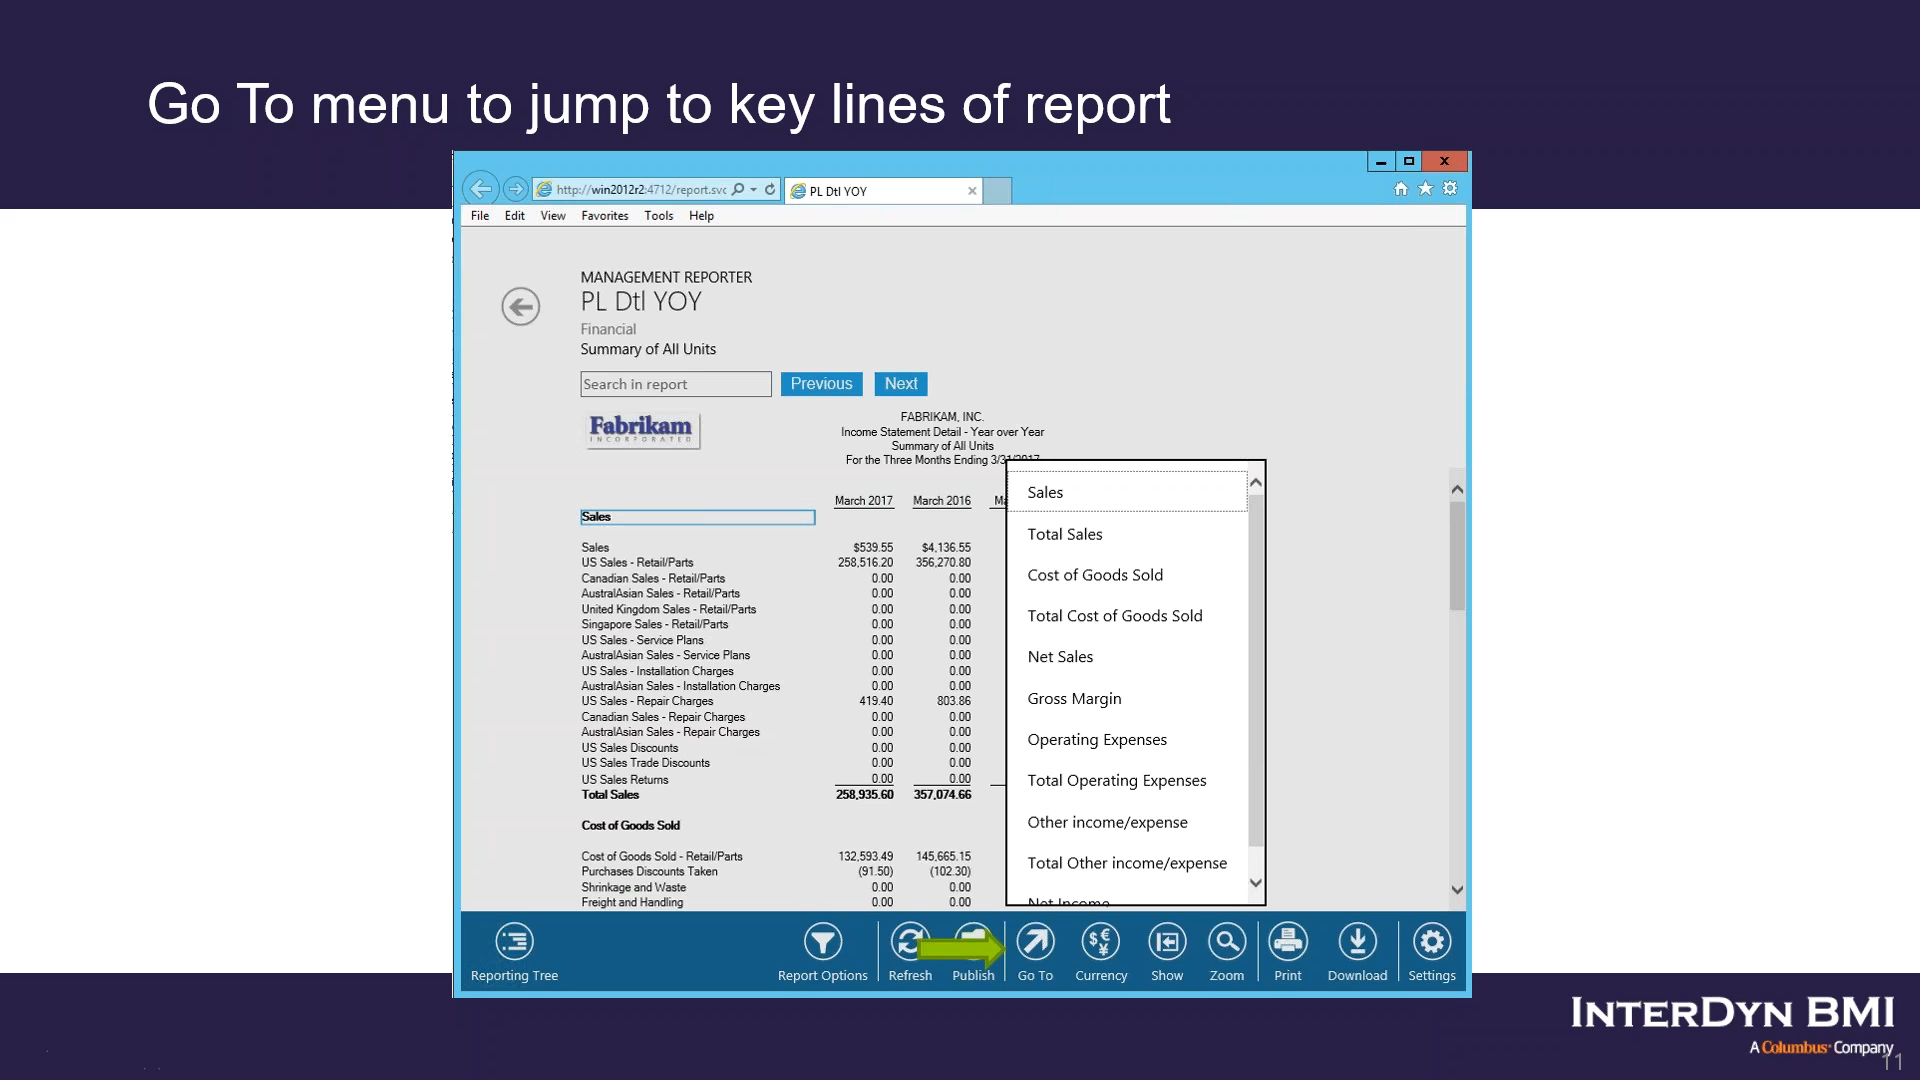 Go To menu to jump to key lines of report
http://win2012r2:4712/report.svc
PL Dtl YOY
File Edit View Favorites Tools Help
MANAGEMENT REPORTER
PL Dtl YOY
Financial
Summary of All Units
Search in report Previous Next
Fabrikam
INCORPORATED
FABRIKAM, INC.
Income Statement Detail - Year over Year
Summary of All Units
For the Three Months Ending 3/31/2017
March 2017 March 2016 Ma
Sales
Sales $539.55 $4,136.55
US Sales - Retail/Parts 258,516.20 356,270.80
Canadian Sales - Retail/Parts 0.00 0.00
AustralAsian Sales - Retail/Parts 0.00 0.00
United Kingdom Sales - Retail/Parts 0.00 0.00
Singapore Sales - Retail/Parts 0.00 0.00
US Sales - Service Plans 0.00 0.00
AustralAsian Sales - Service Plans 0.00 0.00
US Sales - Installation Charges 0.00 0.00
AustralAsian Sales - Installation Charges 0.00 0.00
US Sales - Repair Charges 419.40 803.86
Canadian Sales - Repair Charges 0.00 0.00
AustralAsian Sales - Repair Charges 0.00 0.00
US Sales Discounts 0.00 0.00
US Sales Trade Discounts 0.00 0.00
US Sales Returns 0.00 0.00
Total Sales 258,935.60 357,074.66
Cost of Goods Sold
Cost of Goods Sold - Retail/Parts 132,593.49 145,665.15
Purchases Discounts Taken (91.50) (102.30)
Shrinkage and Waste 0.00 0.00
Freight and Handling 0.00 0.00
Sales
Total Sales
Cost of Goods Sold
Total Cost of Goods Sold
Net Sales
Gross Margin
Operating Expenses
Total Operating Expenses
Other income/expense
Total Other income/expense
Net Income
Reporting Tree Report Options Refresh Publish Go To Currency Show Zoom Print Download Settings
INTERDYN BMI
A Columbus Company
11